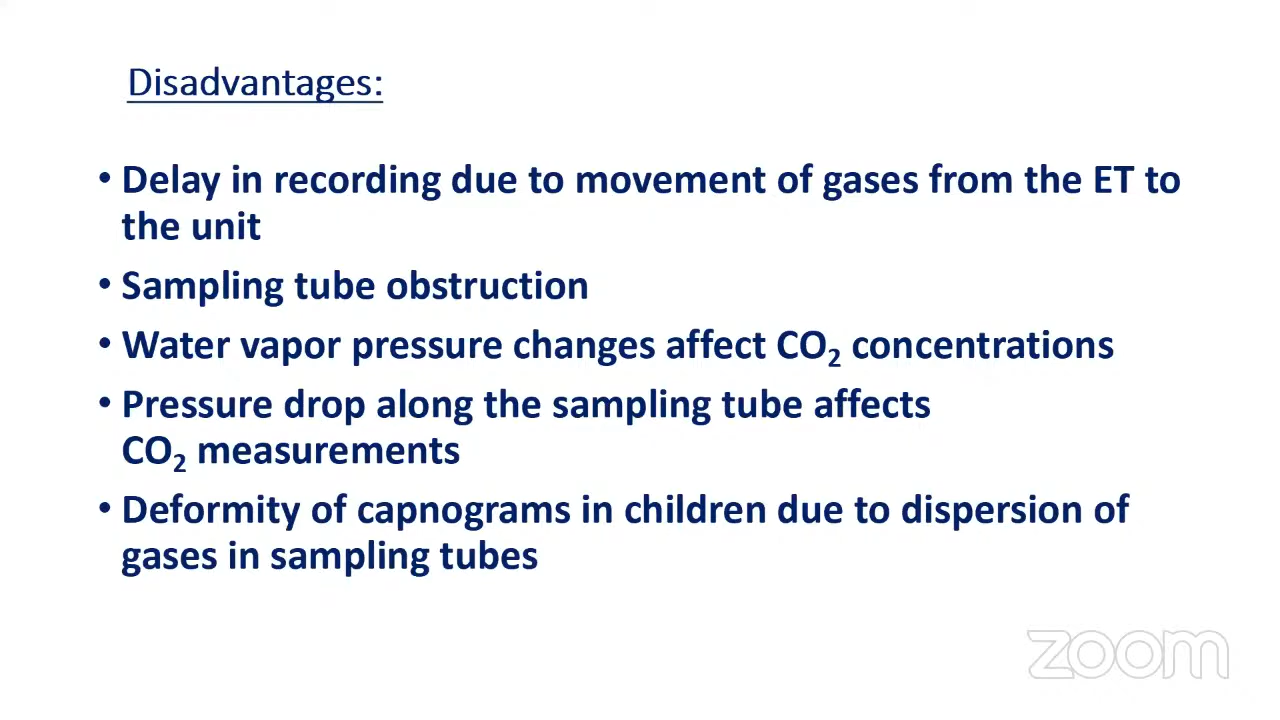 Disadvantages:
• Delay in recording due to movement of gases from the ET to
the unit
• Sampling tube obstruction
• Water vapor pressure changes affect CO₂ concentrations
• Pressure drop along the sampling tube affects
CO₂ measurements
• Deformity of capnograms in children due to dispersion of
gases in sampling tubes
zoom